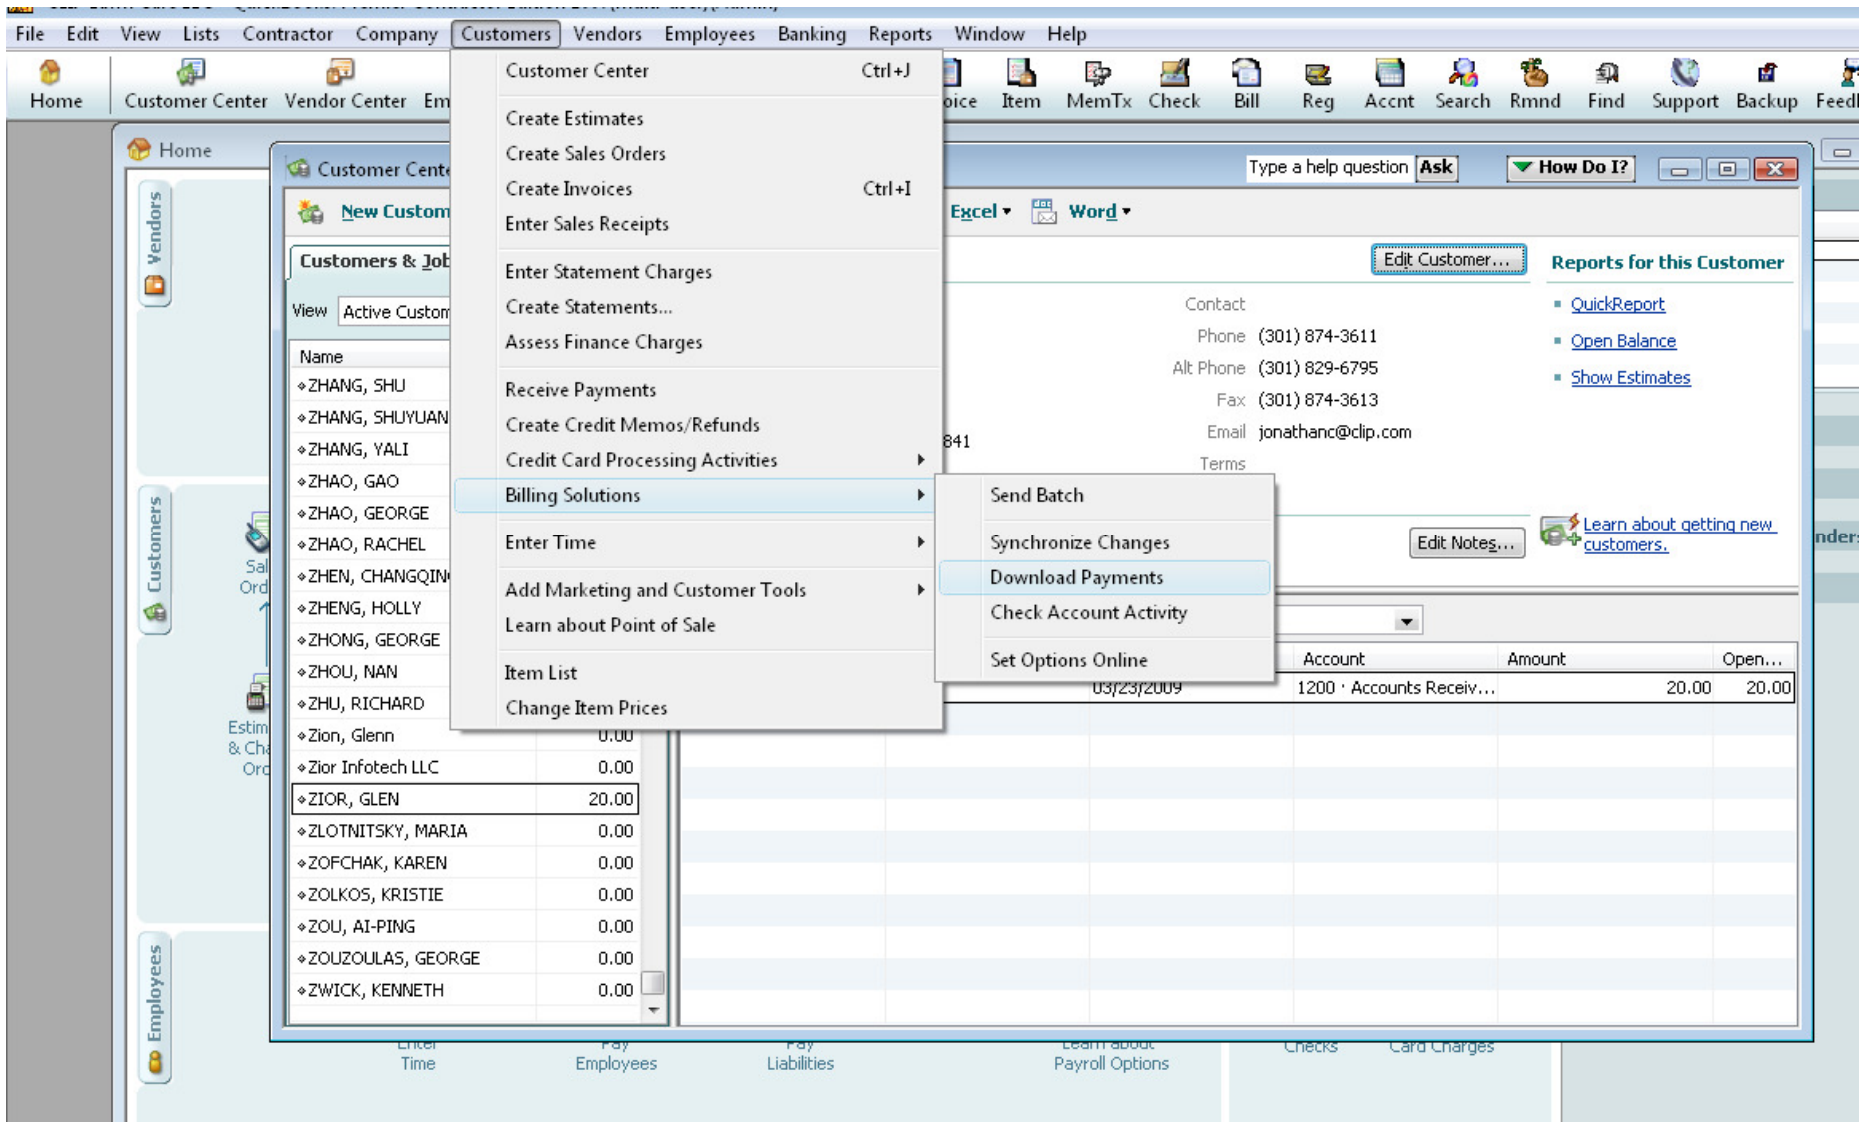 File Edit View Lists Contractor Company Customers Vendors Employees Banking Reports Window Help
Home Customer Center Vendor Center Item MemTx Check Bill Reg Accnt Search Rmnd Find Support Backup
Customer Center Ctrl+J
Create Estimates
Create Sales Orders
Create Invoices Ctrl+I
Enter Sales Receipts
Enter Statement Charges
Create Statements...
Assess Finance Charges
Receive Payments
Create Credit Memos/Refunds
Credit Card Processing Activities
Billing Solutions
Enter Time
Add Marketing and Customer Tools
Learn about Point of Sale
Item List
Change Item Prices
Send Batch
Synchronize Changes
Download Payments
Check Account Activity
Set Options Online
Home
Vendors
Customers
Employees
Type a help question Ask How Do I?
Excel Word
View
Name
ZHANG, SHU
ZHANG, SHUYUAN
ZHANG, YALI
ZHAO, GAO
ZHAO, GEORGE
ZHAO, RACHEL
ZHENG, HOLLY
ZHONG, GEORGE
ZHOU, NAN
ZHU, RICHARD
Zion, Glenn 0.00
Zior Infotech LLC 0.00
ZIOR, GLEN 20.00
ZLOTNITSKY, MARIA 0.00
ZOFCHAK, KAREN 0.00
ZOLKOS, KRISTIE 0.00
ZOU, AI-PING 0.00
ZOUZOULAS, GEORGE 0.00
ZWICK, KENNETH 0.00
Edit Customer...
Contact
Phone (301) 874-3611
Alt Phone (301) 829-6795
Fax (301) 874-3613
Email jonathanc@clip.com
Terms
841
Edit Notes...
Reports for this Customer
QuickReport
Open Balance
Show Estimates
Learn about getting new
customers.
Account Amount Open...
03/23/2009 1200 · Accounts Receiv... 20.00 20.00
Enter
Time
Pay
Employees
Pay
Liabilities
Learn about
Payroll Options
Checks
Card Charges